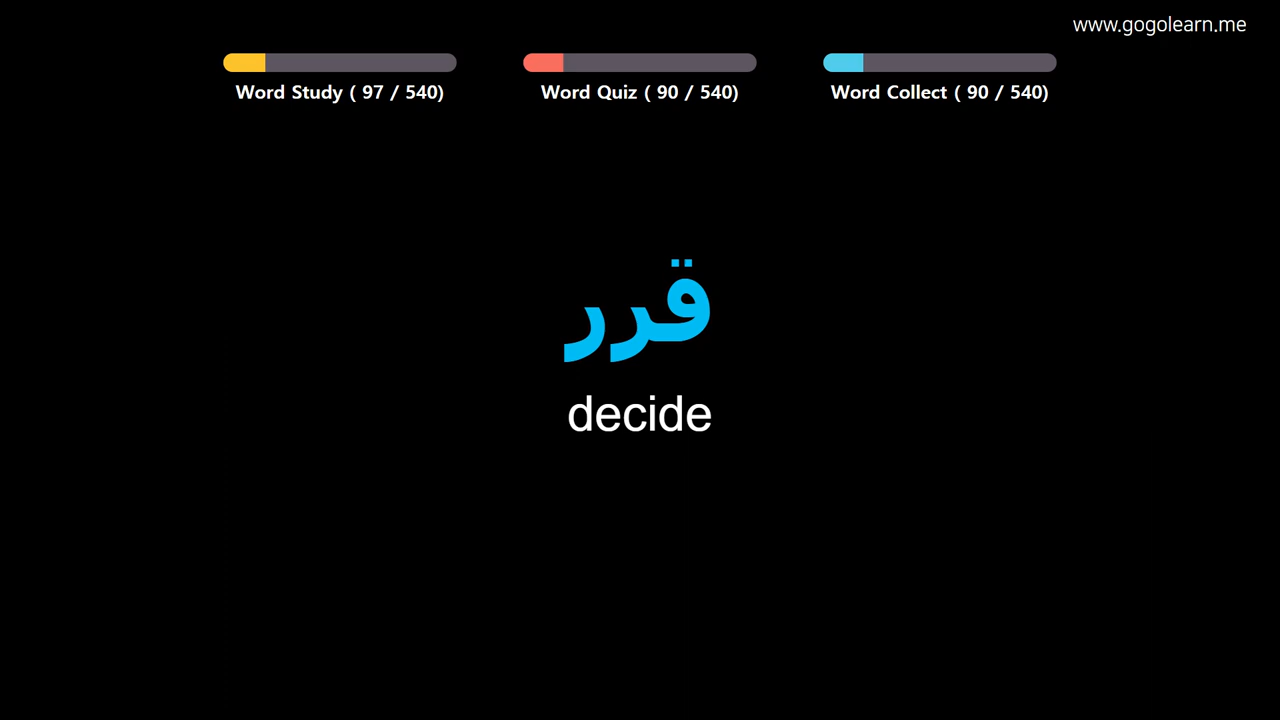 www.gogolearn.me
Word Study ( 97 / 540)
Word Quiz ( 90 / 540)
Word Collect ( 90 / 540)
قرر
decide